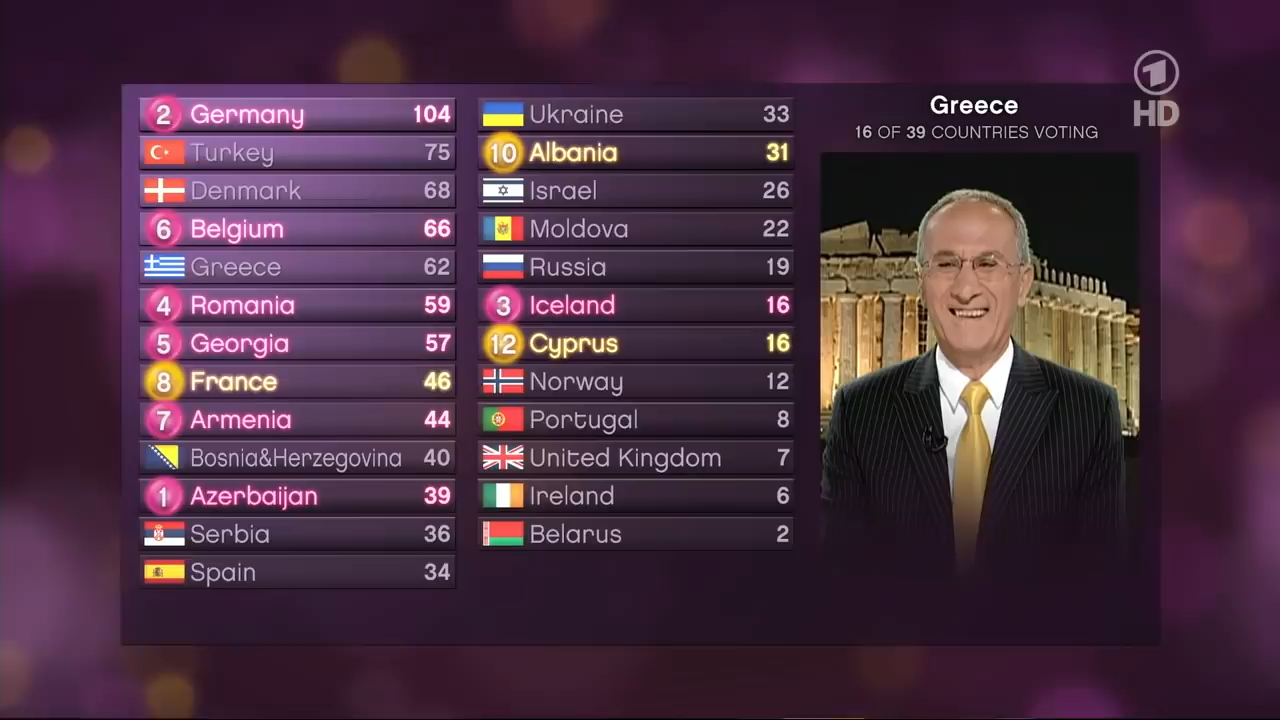 2 Germany 104
Turkey 75
Denmark 68
6 Belgium 66
Greece 62
4 Romania 59
5 Georgia 57
8 France 46
7 Armenia 44
Bosnia&Herzegovina 40
1 Azerbaijan 39
Serbia 36
Spain 34
Ukraine 33
10 Albania 31
Israel 26
Moldova 22
Russia 19
3 Iceland 16
12 Cyprus 16
Norway 12
Portugal 8
United Kingdom 7
Ireland 6
Belarus 2
Greece
16 OF 39 COUNTRIES VOTING
1
HD